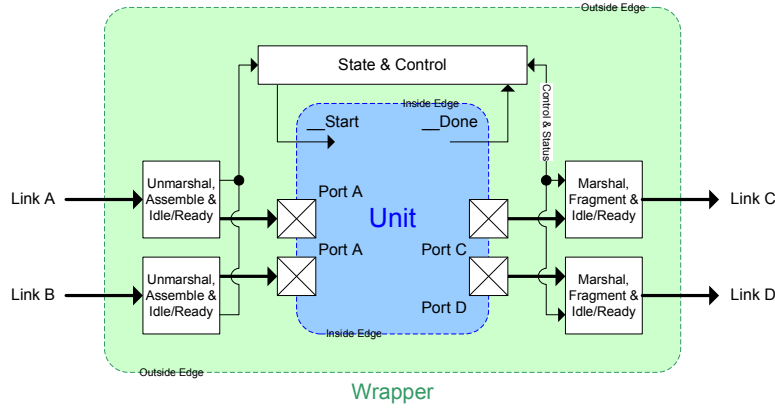 Outside Edge
State & Control
Inside Edge
__Start
__Done
Control & Status
Link A
Unmarshal,
Assemble &
Idle/Ready
Port A
Unit
Marshal,
Fragment &
Idle/Ready
Link C
Port A
Port C
Link B
Unmarshal,
Assemble &
Idle/Ready
Port D
Marshal,
Fragment &
Idle/Ready
Link D
Inside Edge
Outside Edge
Wrapper